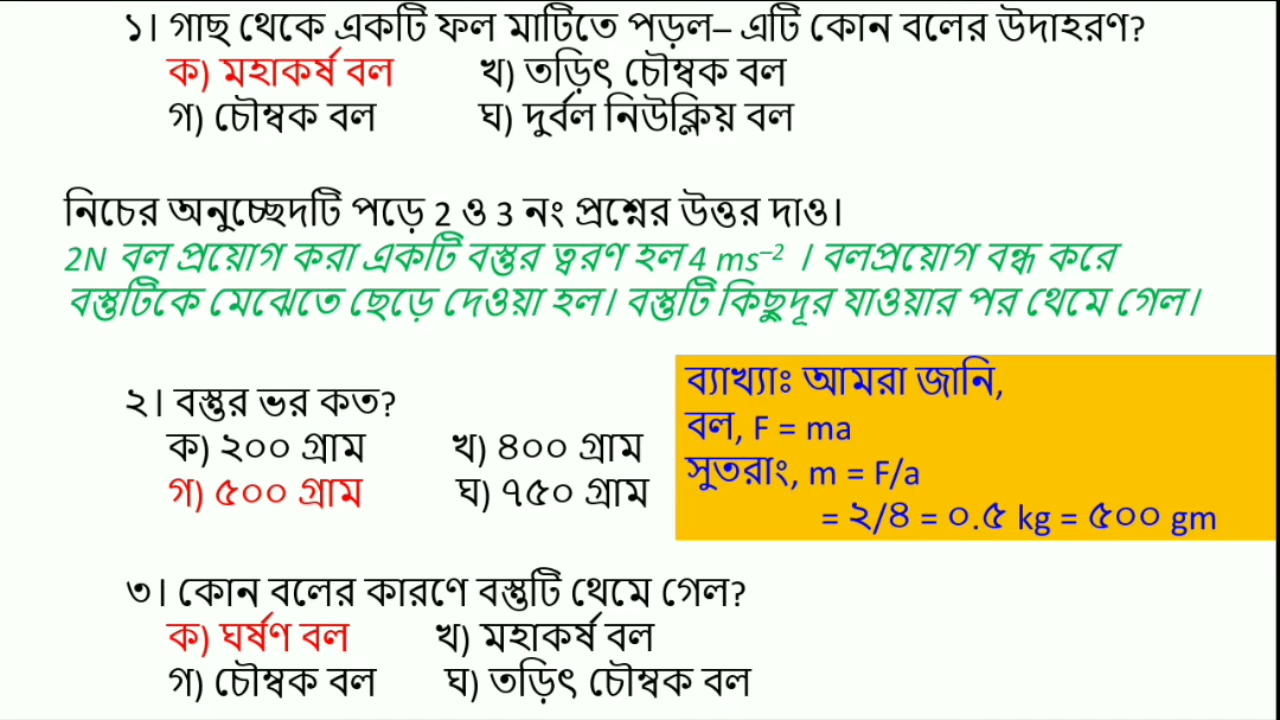 ১। গাছ থেকে একটি ফল মাটিতে পড়ল– এটি কোন বলের উদাহরণ?
ক) মহাকর্ষ বল খ) তড়িৎ চৌম্বক বল
গ) চৌম্বক বল ঘ) দুর্বল নিউক্লিয় বল
নিচের অনুচ্ছেদটি পড়ে 2 ও 3 নং প্রশ্নের উত্তর দাও।
2N বল প্রয়োগ করা একটি বস্তুর ত্বরণ হল 4 ms⁻² । বলপ্রয়োগ বন্ধ করে
বস্তুটিকে মেঝেতে ছেড়ে দেওয়া হল। বস্তুটি কিছুদূর যাওয়ার পর থেমে গেল।
২। বস্তুর ভর কত?
ক) ২০০ গ্রাম খ) ৪০০ গ্রাম
গ) ৫০০ গ্রাম ঘ) ৭৫০ গ্রাম
ব্যাখ্যাঃ আমরা জানি,
বল, F = ma
সুতরাং, m = F/a
= ২/৪ = ০.৫ kg = ৫০০ gm
৩। কোন বলের কারণে বস্তুটি থেমে গেল?
ক) ঘর্ষণ বল খ) মহাকর্ষ বল
গ) চৌম্বক বল ঘ) তড়িৎ চৌম্বক বল